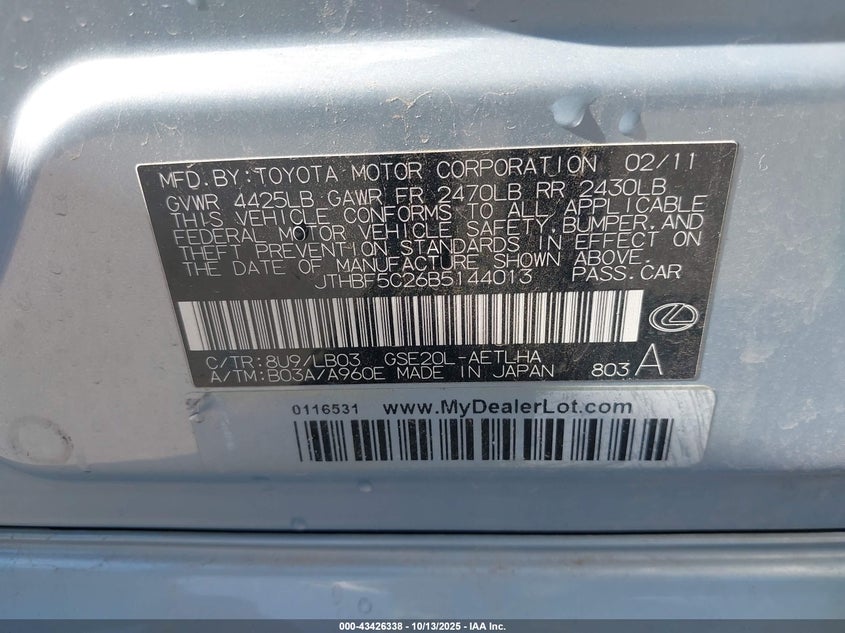 MFD.BY:TOYOTA MOTOR CORPORATION 02/11
GVWR 4425LB GAWR FR 2470LB RR 2430LB
THIS VEHICLE CONFORMS TO ALL APPLICABLE
FEDERAL MOTOR VEHICLE SAFETY,BUMPER,AND
THEFT PREVENTION STANDARDS IN EFFECT ON
THE DATE OF MANUFACTURE SHOWN ABOVE.
JTHBF5C26B5144013 PASS.CAR
C/TR:8U9/LB03 GSE20L-AETLHA
A/TM:B03A/A960E MADE IN JAPAN 803 A
0116531 www.MyDealerLot.com
000-43426338 - 10/13/2025 - IAA Inc.